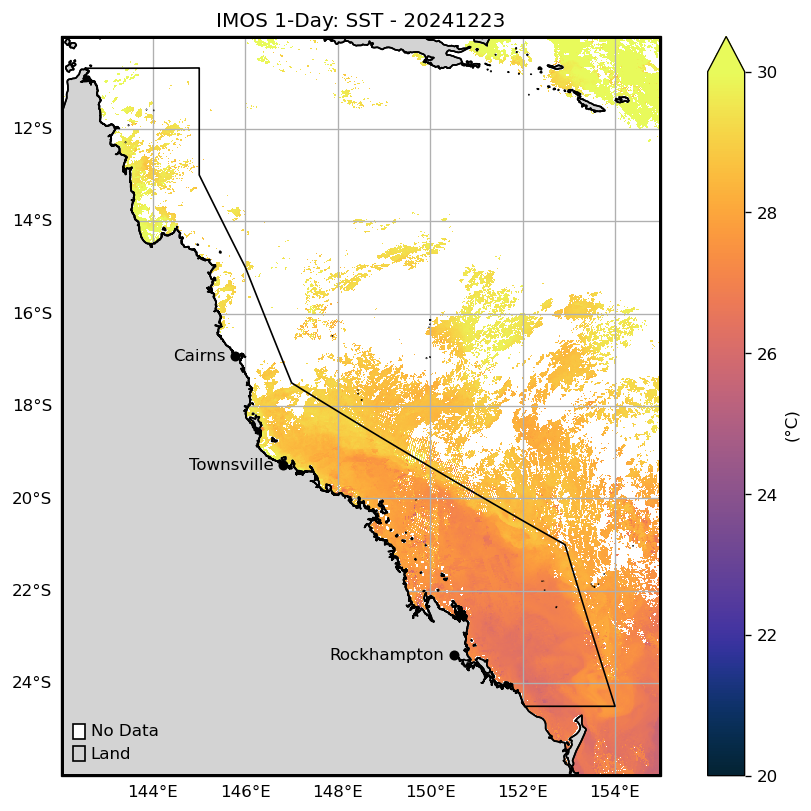 IMOS 1-Day: SST - 20241223
12°S
14°S
16°S
18°S
20°S
22°S
24°S
Cairns
Townsville
Rockhampton
No Data
Land
144°E
146°E
148°E
150°E
152°E
154°E
30
28
26
24
22
20
(°C)